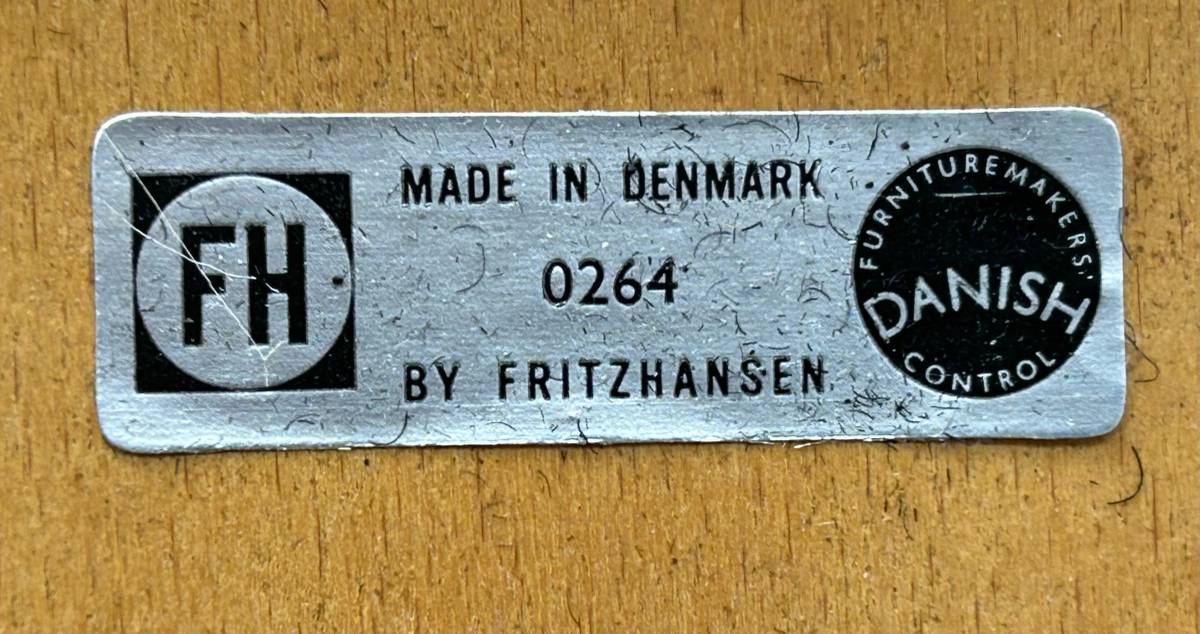 FH
MADE IN DENMARK
0264
BY FRITZHANSEN
FURNITUREMAKERS'
DANISH
CONTROL